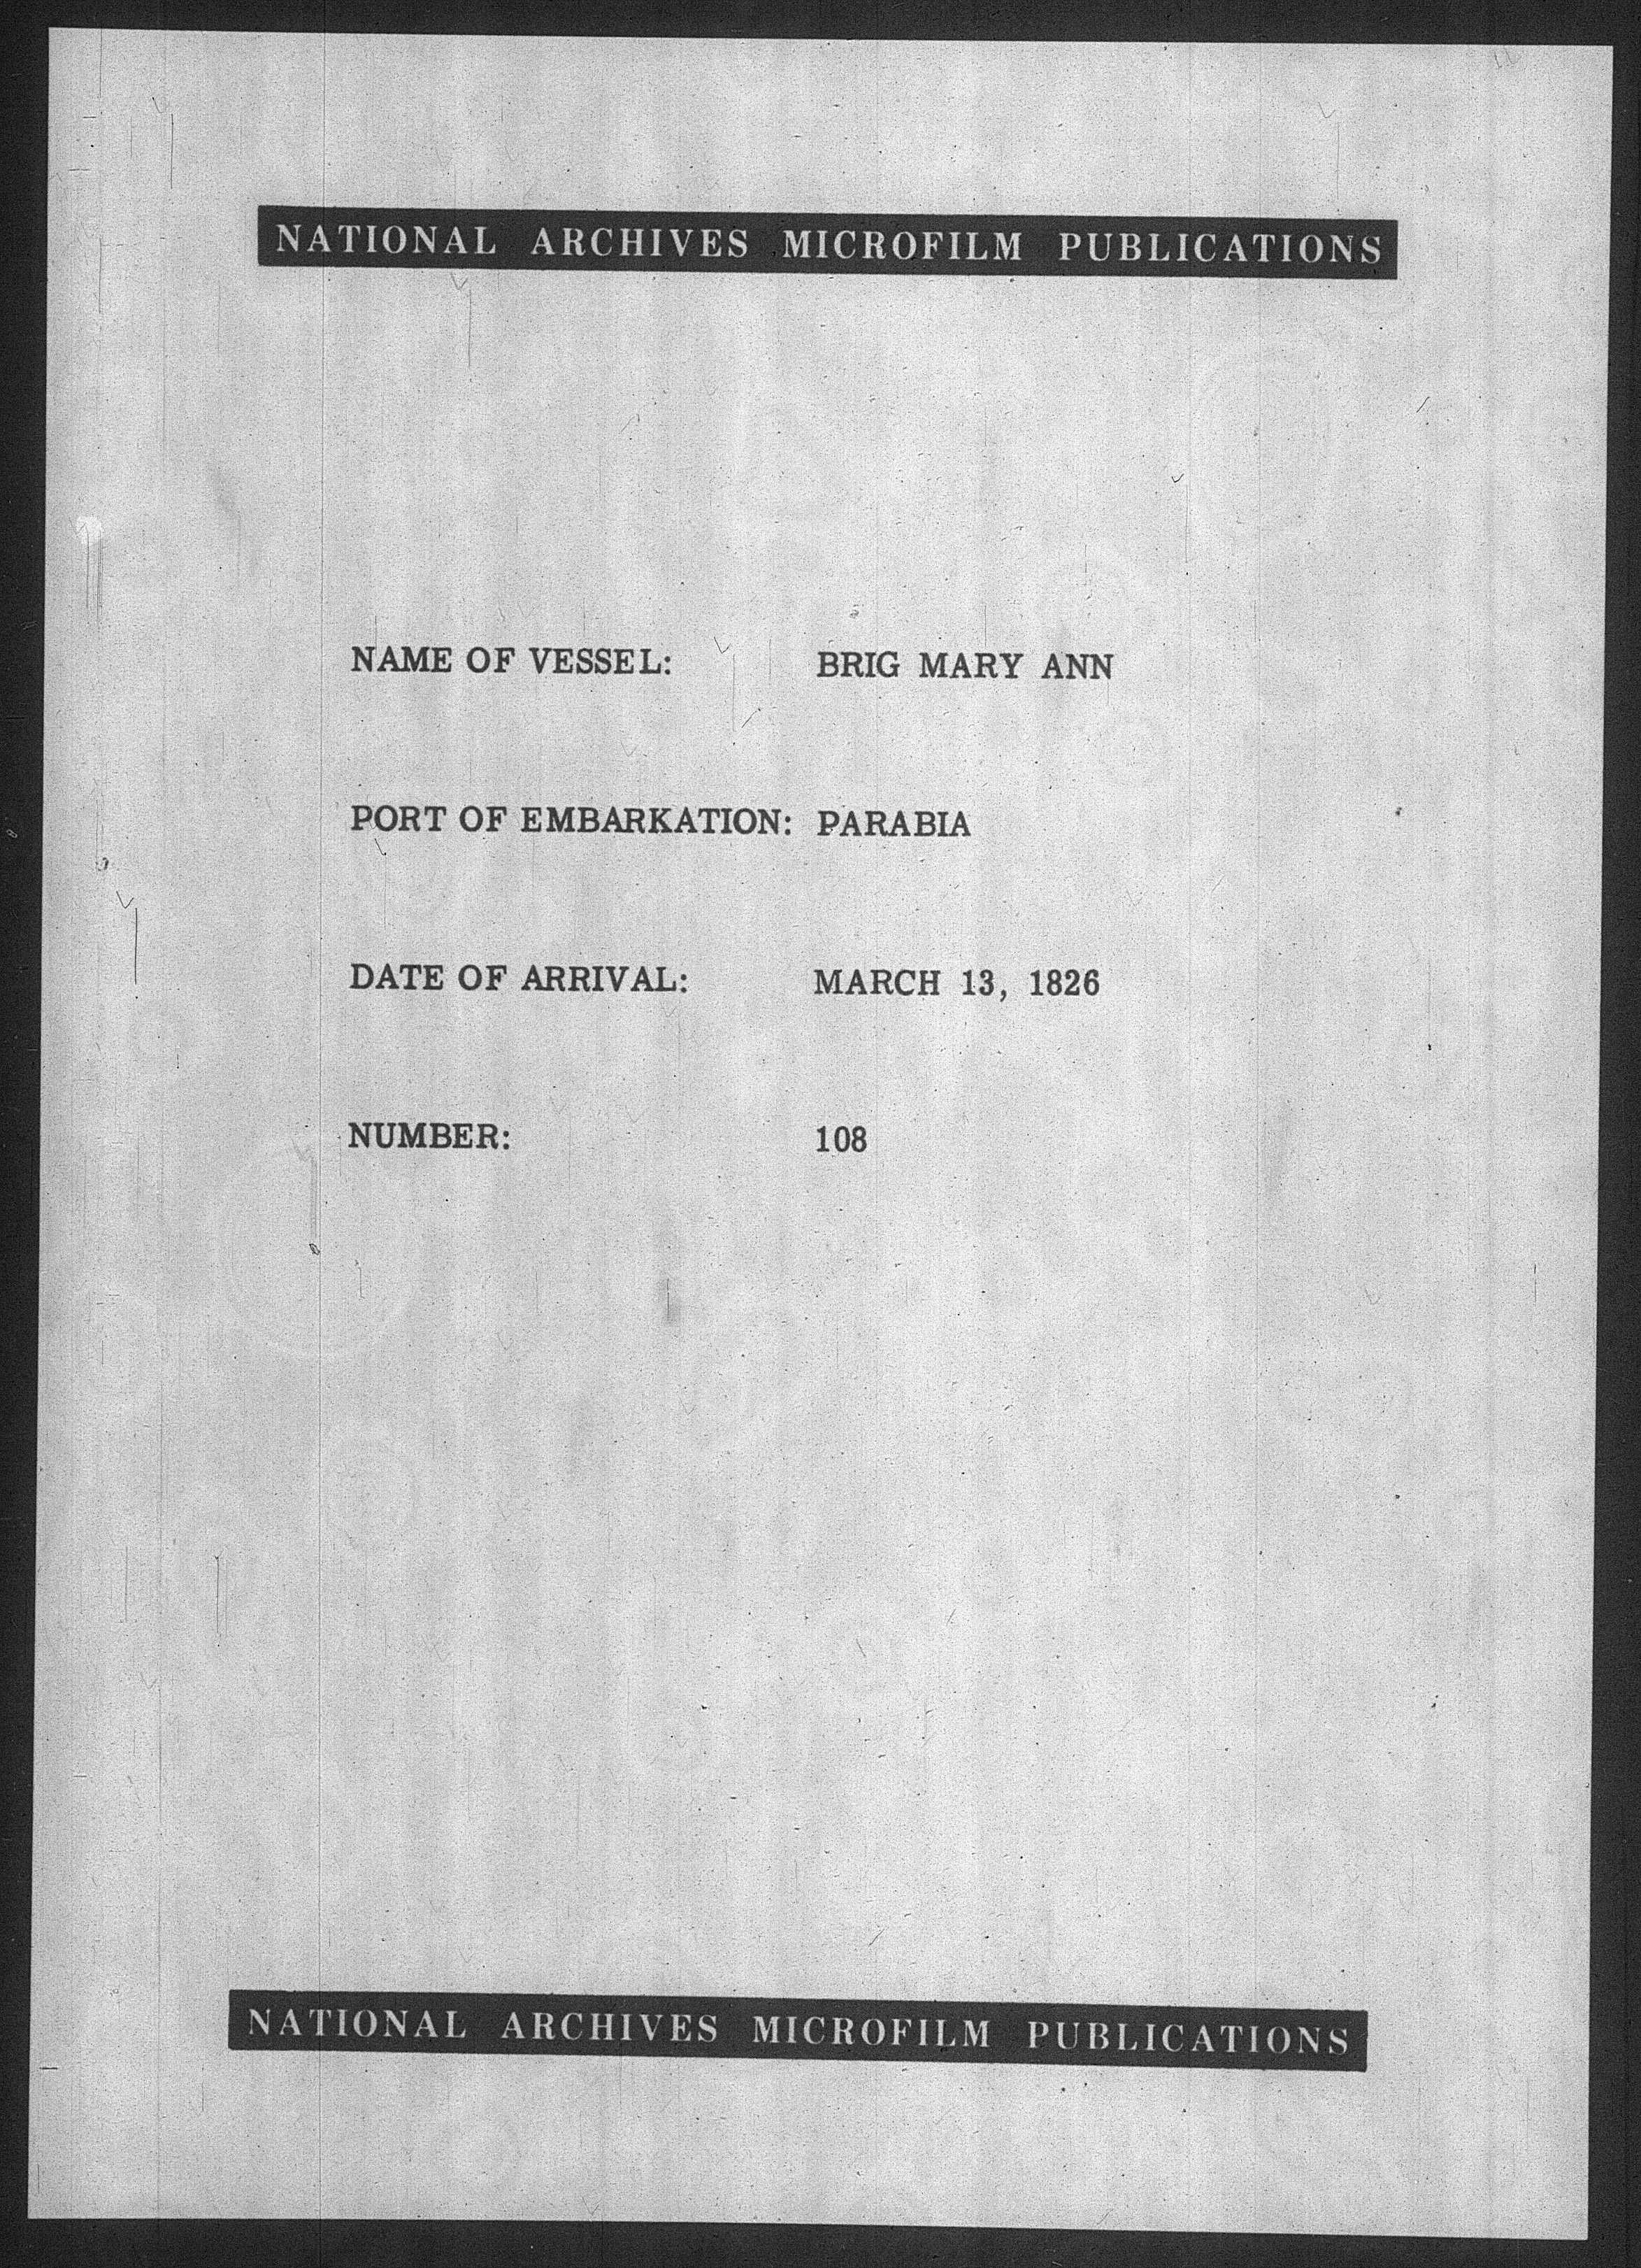 NATIONAL ARCHIVES MICROFILM PUBLICATIONS
NAME OF VESSEL: BRIG MARY ANN
PORT OF EMBARKATION: PARABIA
DATE OF ARRIVAL: MARCH 13, 1826
NUMBER: 108
NATIONAL ARCHIVES MICROFILM PUBLICATIONS